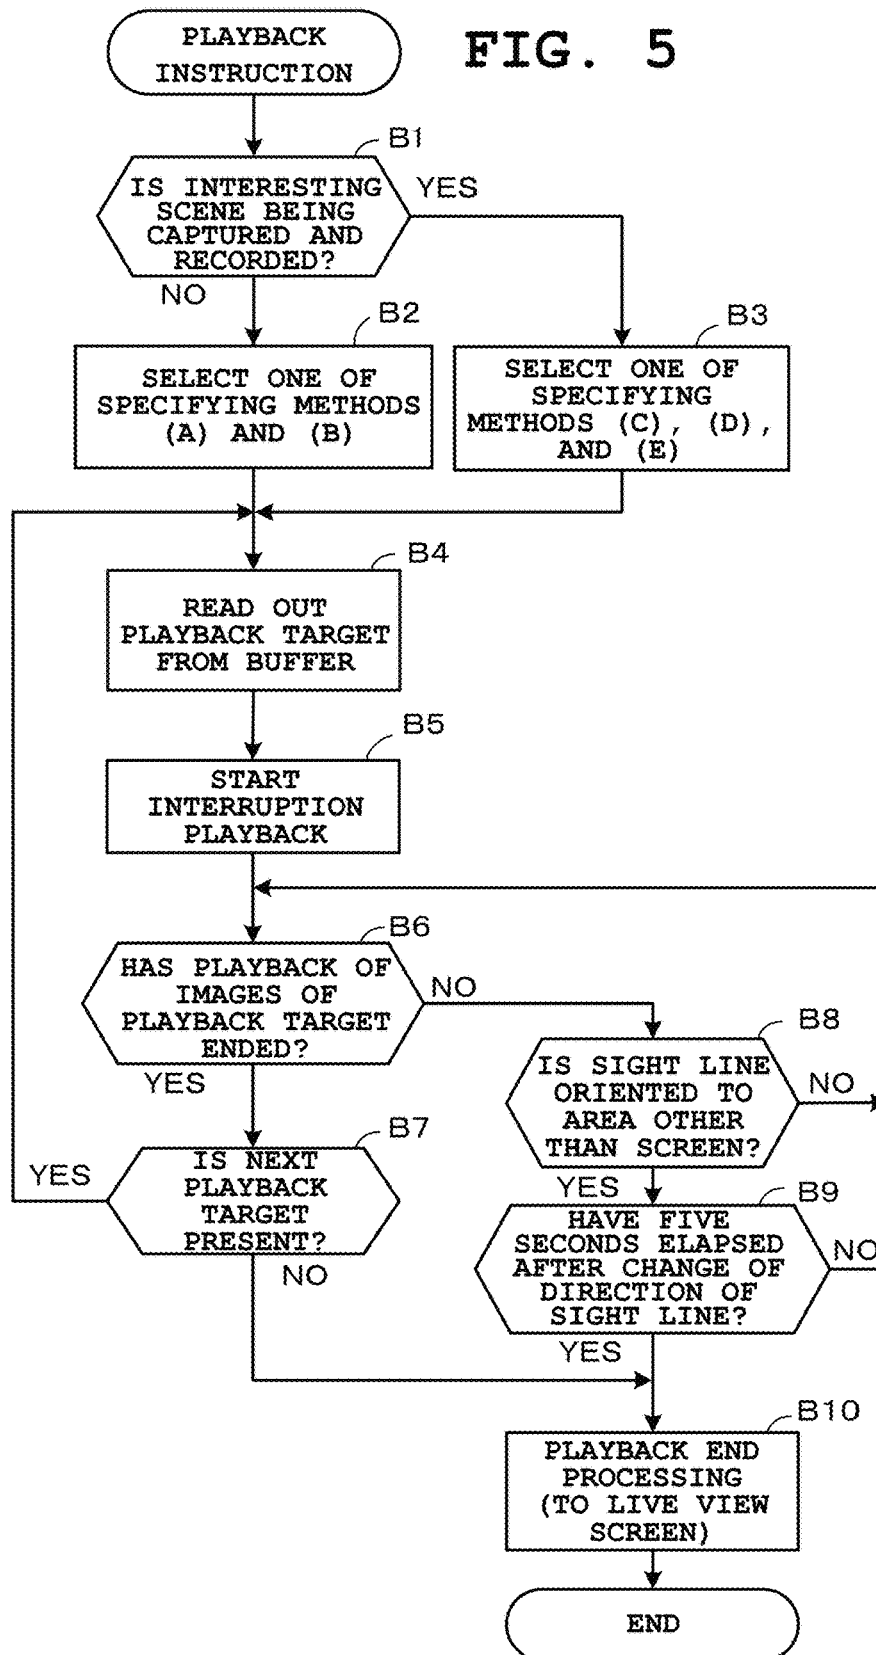 FIG. 5
PLAYBACK
INSTRUCTION
B1
IS INTERESTING
SCENE BEING
CAPTURED AND
RECORDED?
YES
NO
B2
SELECT ONE OF
SPECIFYING METHODS
(A) AND (B)
B3
SELECT ONE OF
SPECIFYING
METHODS (C), (D),
AND (E)
B4
READ OUT
PLAYBACK TARGET
FROM BUFFER
B5
START
INTERRUPTION
PLAYBACK
B6
HAS PLAYBACK OF
IMAGES OF
PLAYBACK TARGET
ENDED?
NO
YES
B7
IS NEXT
PLAYBACK
TARGET
PRESENT?
YES
NO
B8
IS SIGHT LINE
ORIENTED TO
AREA OTHER
THAN SCREEN?
NO
YES
B9
HAVE FIVE
SECONDS ELAPSED
AFTER CHANGE OF
DIRECTION OF
SIGHT LINE?
NO
YES
B10
PLAYBACK END
PROCESSING
(TO LIVE VIEW
SCREEN)
END